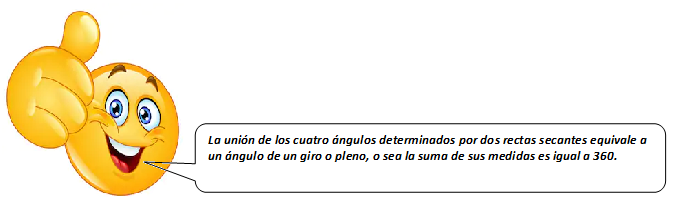 La unión de los cuatro ángulos determinados por dos rectas secantes equivale a
un ángulo de un giro o pleno, o sea la suma de sus medidas es igual a 360.